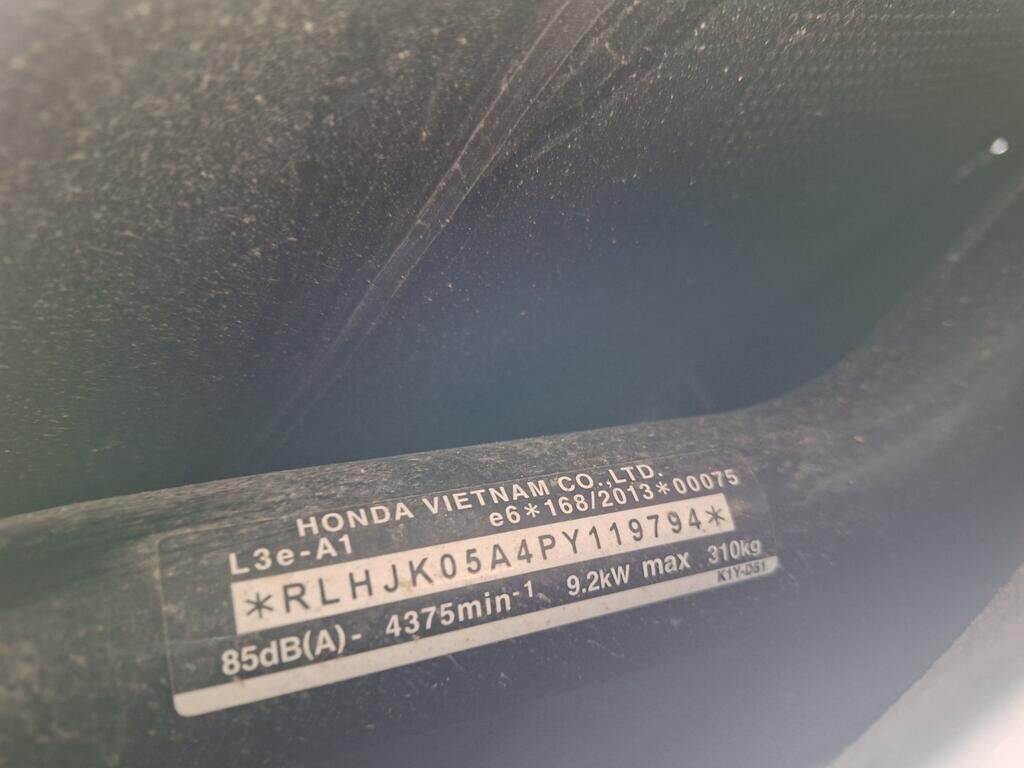 HONDA VIETNAM CO.,LTD.
L3e-A1 e6*168/2013*00075
*RLHJK05A4PY119794*
85dB(A)- 4375min-1 9.2kW max 310kg
K1Y-D51